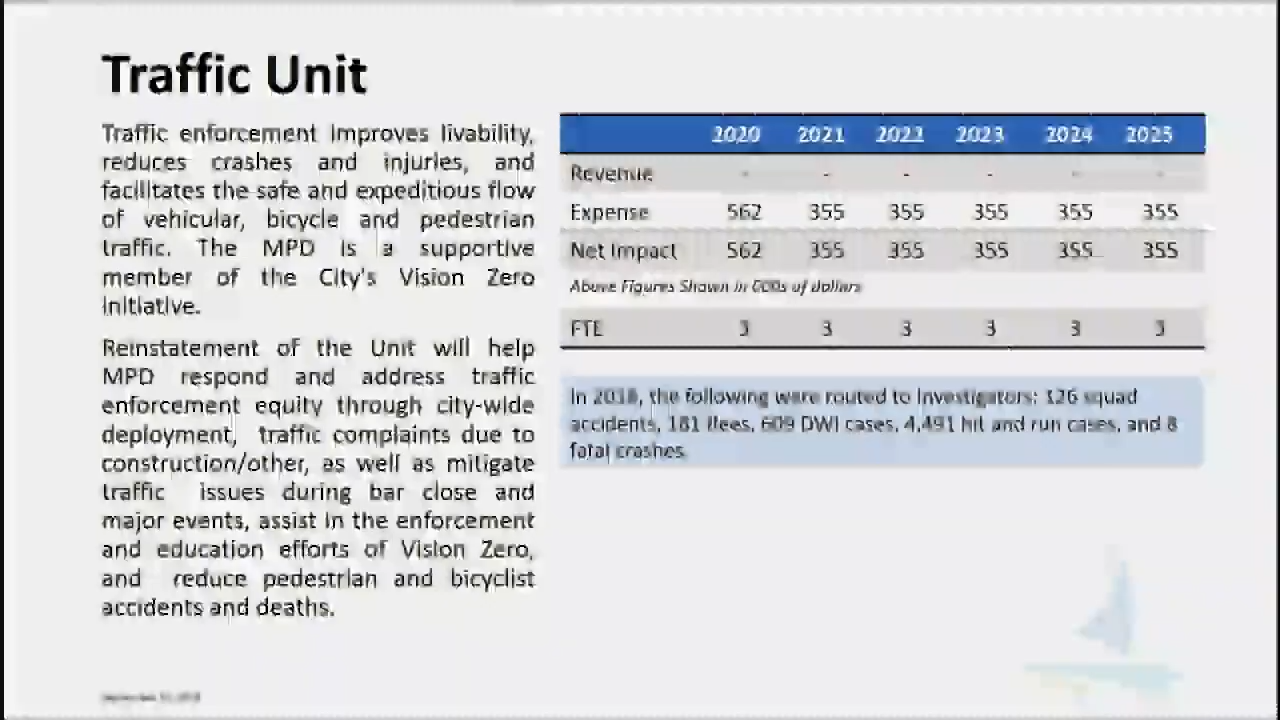 Traffic Unit
Traffic enforcement improves livability,
reduces crashes and injuries, and
facilitates the safe and expeditious flow
of vehicular, bicycle and pedestrian
traffic. The MPD is a supportive
member of the City's Vision Zero
initiative.
Reinstatement of the Unit will help
MPD respond and address traffic
enforcement equity through city-wide
deployment, traffic complaints due to
construction/other, as well as mitigate
traffic issues during bar close and
major events, assist in the enforcement
and education efforts of Vision Zero,
and reduce pedestrian and bicyclist
accidents and deaths.
2020 2021 2022 2023 2024 2025
Revenue - - - - - -
Expense 562 355 355 355 355 355
Net Impact 562 355 355 355 355 355
Above Figures Shown in 000s of dollars
FTE 3 3 3 3 3 3
In 2018, the following were routed to investigators: 126 squad
accidents, 181 flees, 609 DWI cases, 4,491 hit and run cases, and 8
fatal crashes.